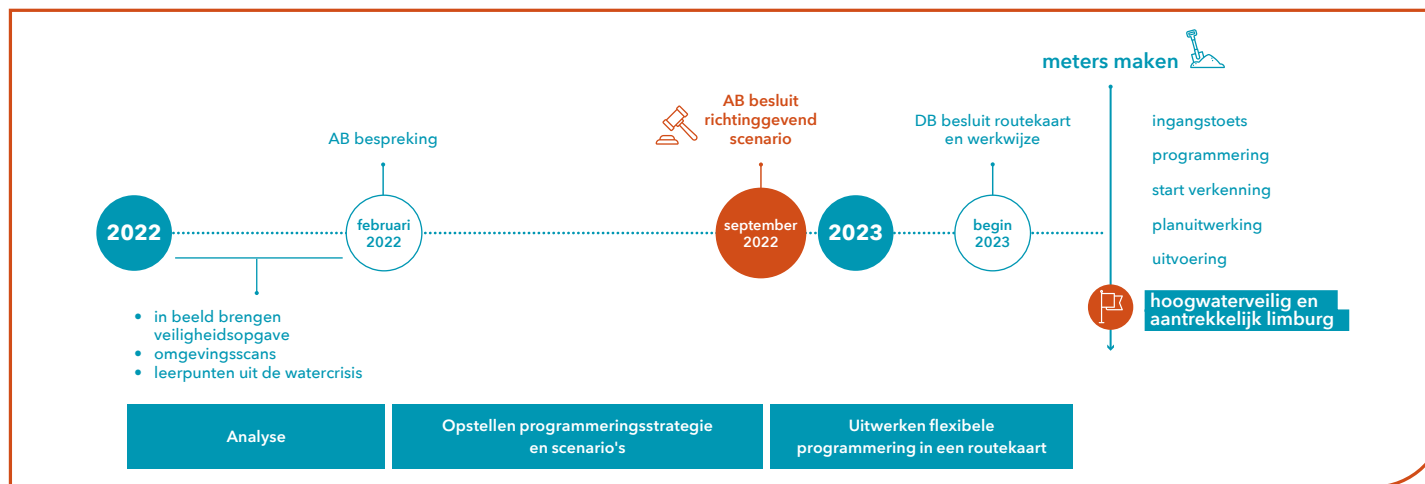 meters maken
AB besluit
richtinggevend
scenario
AB bespreking
DB besluit routekaart
en werkwijze
ingangstoets
programmering
start verkenning
planuitwerking
uitvoering
2022
februari
2022
september
2022
2023
begin
2023
hoogwaterveilig en
aantrekkelijk limburg
• in beeld brengen
veiligheidsopgave
• omgevingsscans
• leerpunten uit de watercrisis
Analyse
Opstellen programmeringsstrategie
en scenario's
Uitwerken flexibele
programmering in een routekaart